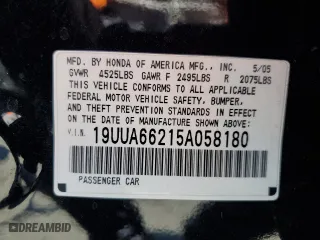 MFD. BY HONDA OF AMERICA MFG., INC. 5/05
GVWR 4525LBS GAWR F 2495LBS R 2075LBS
THIS VEHICLE CONFORMS TO ALL APPLICABLE
FEDERAL MOTOR VEHICLE SAFETY, BUMPER,
AND THEFT PREVENTION STANDARDS IN EFFECT
ON THE DATE OF MANUFACTURE SHOWN ABOVE.
V.I.N. 19UUA66215A058180
PASSENGER CAR
DREAMBID